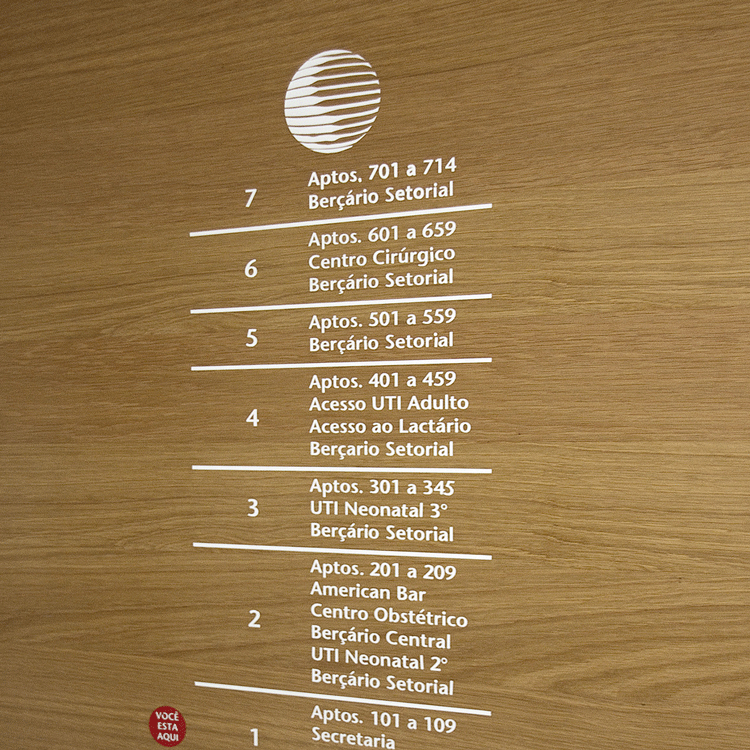 7
Aptos. 701 a 714
Berçário Setorial
6
Aptos. 601 a 659
Centro Cirúrgico
Berçário Setorial
5
Aptos. 501 a 559
Berçário Setorial
4
Aptos. 401 a 459
Acesso UTI Adulto
Acesso ao Lactário
Berçario Setorial
3
Aptos. 301 a 345
UTI Neonatal 3°
Berçário Setorial
2
Aptos. 201 a 209
American Bar
Centro Obstétrico
Berçário Central
UTI Neonatal 2°
Berçário Setorial
VOCÊ
ESTA
AQUI
1
Aptos. 101 a 109
Secretaria